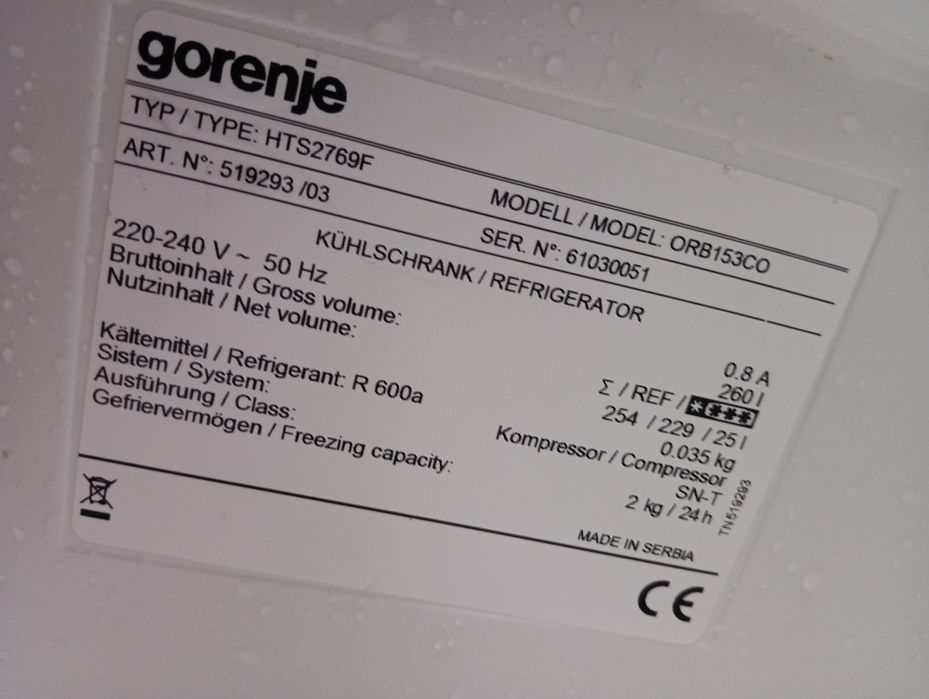 gorenje
TYP / TYPE: HTS2769F MODELL / MODEL: ORB153CO
ART. N°: 519293 /03 SER. N°: 61030051
KÜHLSCHRANK / REFRIGERATOR
220-240 V ~ 50 Hz 0.8 A
Bruttoinhalt / Gross volume: 260 l
Σ / REF / ****
Nutzinhalt / Net volume: 254 / 229 / 25 l
Kältemittel / Refrigerant: R 600a 0.035 kg
Sistem / System: Kompressor / Compressor
Ausführung / Class: SN-T
Gefriervermögen / Freezing capacity: 2 kg / 24 h
TN 519293
MADE IN SERBIA
CE